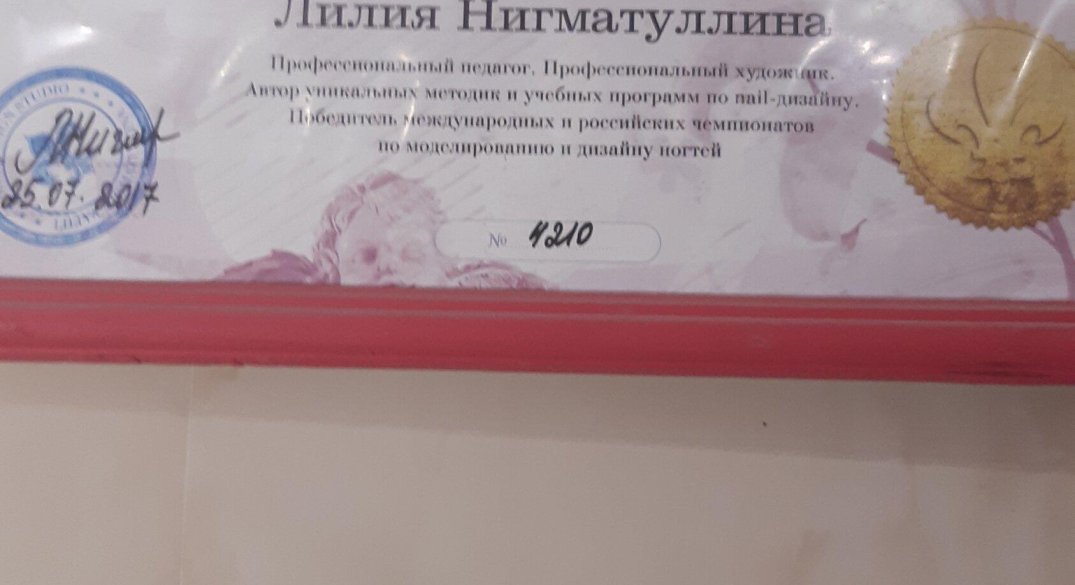 Лилия Нигматуллина
Профессиональный педагог. Профессиональный художник.
Автор уникальных методик и учебных программ по nail-дизайну.
Победитель международных и российских чемпионатов
по моделированию и дизайну ногтей
STUDIO
25.07.2017
№ 4210